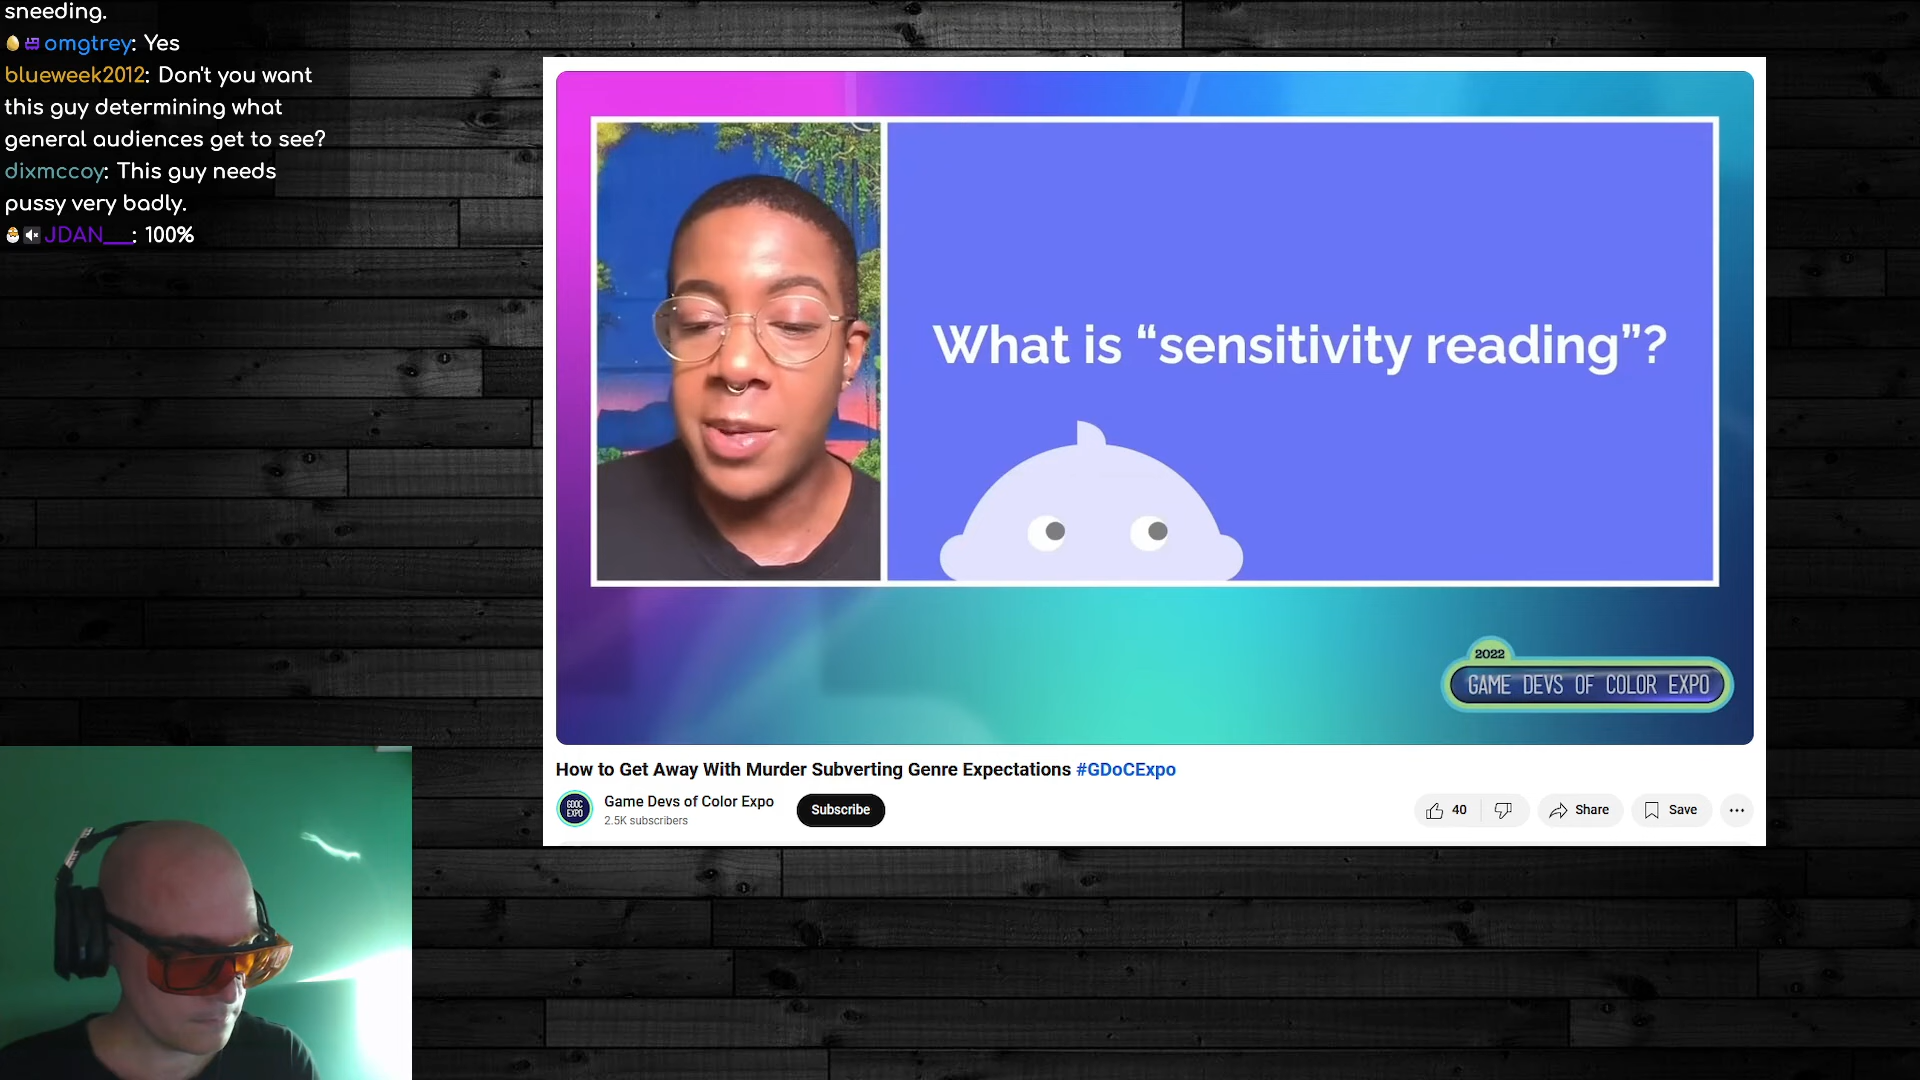 sneeding.
omgtrey: Yes
blueweek2012: Don't you want
this guy determining what
general audiences get to see?
dixmccoy: This guy needs
pussy very badly.
JDAN___: 100%
What is “sensitivity reading”?
2022
GAME DEVS OF COLOR EXPO
How to Get Away With Murder Subverting Genre Expectations #GDoCExpo
GDOC
EXPO
Game Devs of Color Expo
2.5K subscribers
Subscribe
40
Share
Save